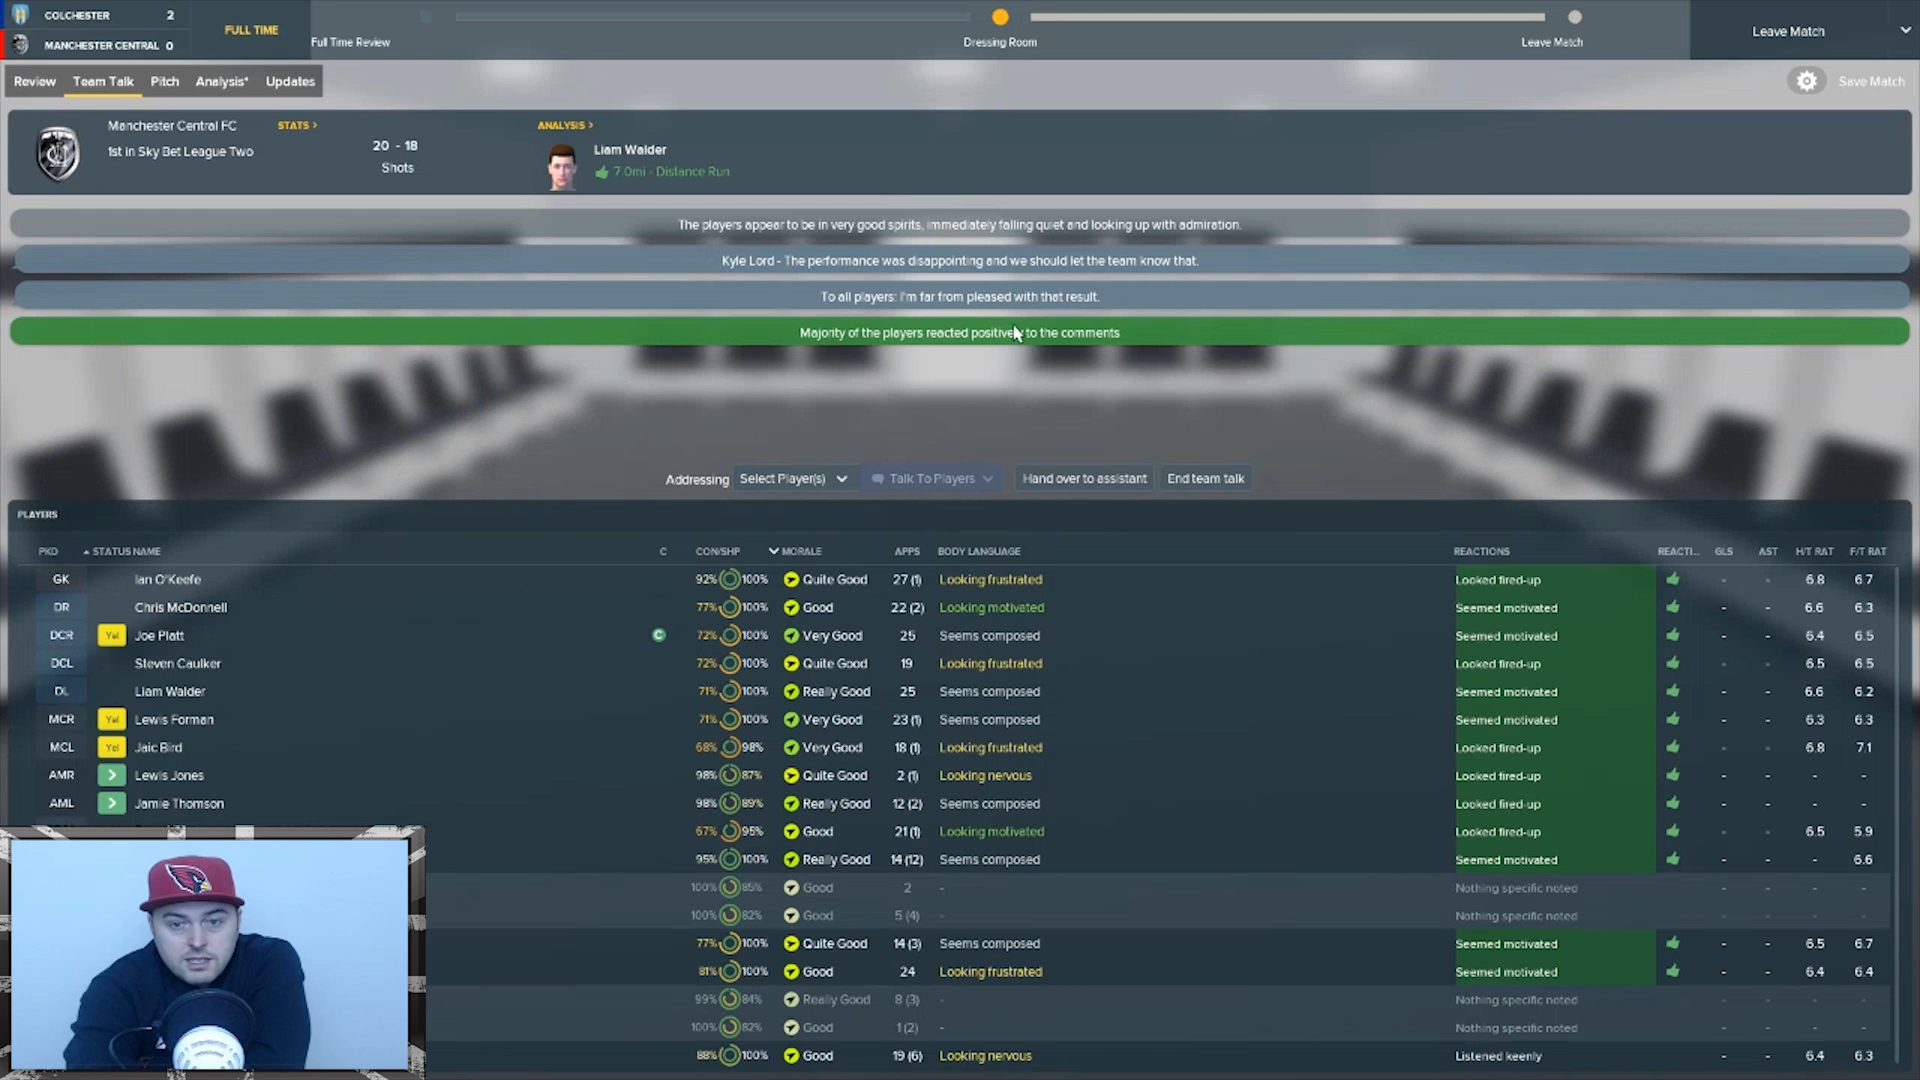 COLCHESTER 2
MANCHESTER CENTRAL 0
FULL TIME
Full Time Review
Dressing Room
Leave Match
Leave Match
Review Team Talk Pitch Analysis* Updates
Save Match
Manchester Central FC
1st in Sky Bet League Two
STATS >
20 - 18
Shots
ANALYSIS >
Liam Walder
7.0mi - Distance Run
The players appear to be in very good spirits, immediately falling quiet and looking up with admiration.
Kyle Lord - The performance was disappointing and we should let the team know that.
To all players: I'm far from pleased with that result.
Majority of the players reacted positively to the comments
Addressing Select Player(s) Talk To Players Hand over to assistant End team talk
PLAYERS
PKD STATUS NAME C CON/SHP MORALE APPS BODY LANGUAGE REACTIONS REACTI... GLS AST H/T RAT F/T RAT
GK Ian O'Keefe 92% 100% Quite Good 27 (1) Looking frustrated Looked fired-up - - 6.8 6.7
DR Chris McDonnell 77% 100% Good 22 (2) Looking motivated Seemed motivated - - 6.6 6.3
DCR Yel Joe Platt C 72% 100% Very Good 25 Seems composed Seemed motivated - - 6.4 6.5
DCL Steven Caulker 72% 100% Quite Good 19 Looking frustrated Looked fired-up - - 6.5 6.5
DL Liam Walder 71% 100% Really Good 25 Seems composed Seemed motivated - - 6.6 6.2
MCR Yel Lewis Forman 71% 100% Very Good 23 (1) Seems composed Seemed motivated - - 6.3 6.3
MCL Yel Jaic Bird 68% 98% Very Good 18 (1) Looking frustrated Looked fired-up - - 6.8 7.1
AMR Lewis Jones 98% 87% Quite Good 2 (1) Looking nervous Looked fired-up - - - -
AML Jamie Thomson 98% 89% Really Good 12 (2) Seems composed Looked fired-up - - - -
67% 95% Good 21 (1) Looking motivated Looked fired-up - - 6.5 5.9
95% 100% Really Good 14 (12) Seems composed Seemed motivated - - - 6.6
100% 85% Good 2 - Nothing specific noted - - - -
100% 82% Good 5 (4) - Nothing specific noted - - - -
77% 100% Quite Good 14 (3) Seems composed Seemed motivated - - 6.5 6.7
81% 100% Good 24 Looking frustrated Seemed motivated - - 6.4 6.4
99% 84% Really Good 8 (3) - Nothing specific noted - - - -
100% 82% Good 1 (2) - Nothing specific noted - - - -
88% 100% Good 19 (6) Looking nervous Listened keenly - - 6.4 6.3